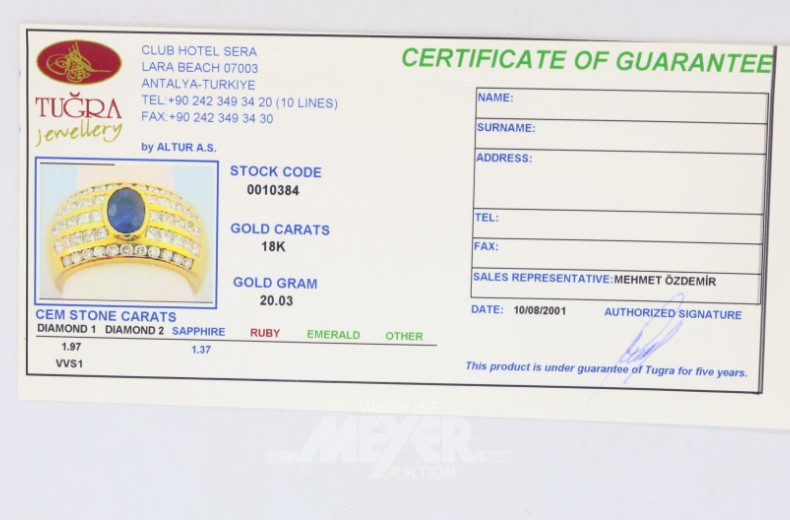 CERTIFICATE OF GUARANTEE
TUĞRA
jewellery
CLUB HOTEL SERA
LARA BEACH 07003
ANTALYA-TURKIYE
TEL:+90 242 349 34 20 (10 LINES)
FAX:+90 242 349 34 30
by ALTUR A.S.
STOCK CODE
0010384
GOLD CARATS
18K
GOLD GRAM
20.03
CEM STONE CARATS
DIAMOND 1 DIAMOND 2 SAPPHIRE RUBY EMERALD OTHER
1.97 1.37
VVS1
NAME:
SURNAME:
ADDRESS:
TEL:
FAX:
SALES REPRESENTATIVE:MEHMET ÖZDEMİR
DATE: 10/08/2001 AUTHORIZED SIGNATURE
This product is under guarantee of Tugra for five years.
MEYER
AUKTION